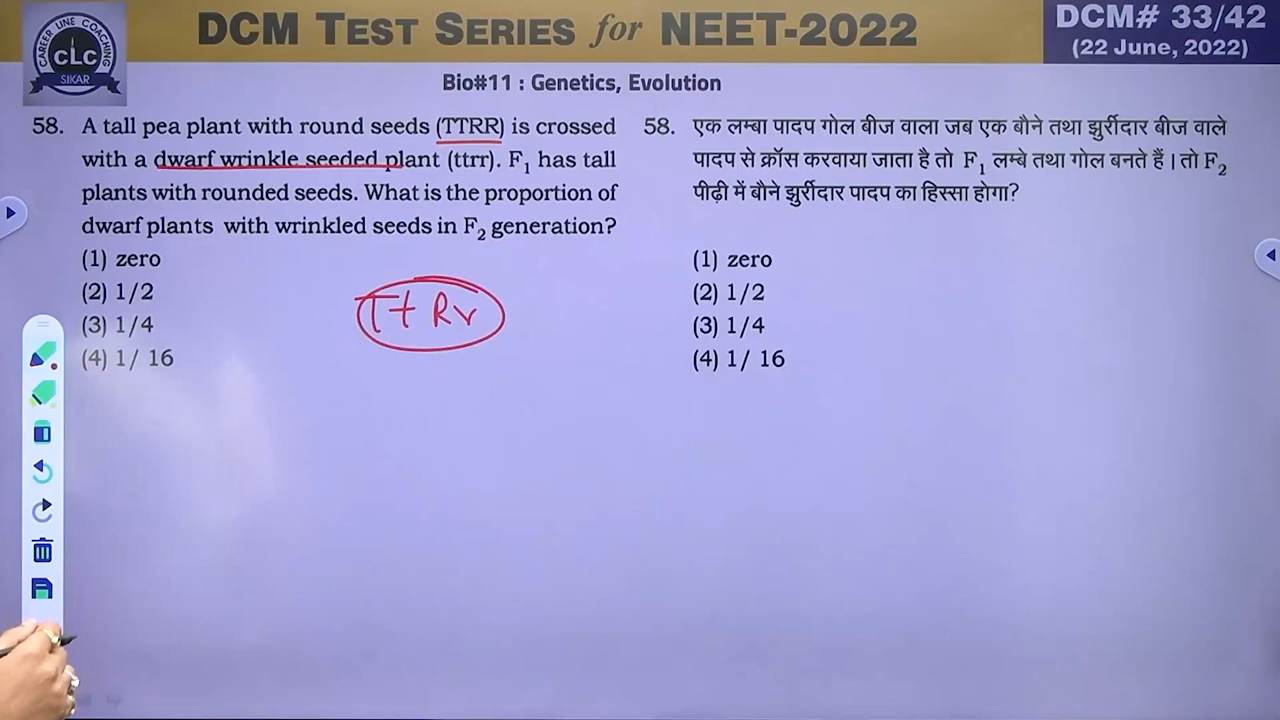 CAREER LINE COACHING
CLC
SIKAR
DCM TEST SERIES for NEET-2022
DCM# 33/42
(22 June, 2022)
Bio#11 : Genetics, Evolution
58. A tall pea plant with round seeds (TTRR) is crossed
with a dwarf wrinkle seeded plant (ttrr). F₁ has tall
plants with rounded seeds. What is the proportion of
dwarf plants with wrinkled seeds in F₂ generation?
(1) zero
(2) 1/2
(3) 1/4
(4) 1/ 16
Tt Rr
58. एक लम्बा पादप गोल बीज वाला जब एक बौने तथा झुर्रीदार बीज वाले
पादप से क्रॉस करवाया जाता है तो F₁ लम्बे तथा गोल बनते हैं। तो F₂
पीढ़ी में बौने झुर्रीदार पादप का हिस्सा होगा?
(1) zero
(2) 1/2
(3) 1/4
(4) 1/ 16